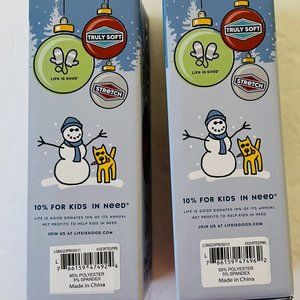 TRULY SOFT
LIFE IS GOOD
STRETCH
10% FOR KIDS IN NEED
LIFE IS GOOD DONATES 10% OF ITS ANNUAL
NET PROFITS TO HELP KIDS IN NEED
JOIN US AT LIFEISGOOD.COM
95% POLYESTER
5% SPANDEX
Made in China
TRULY SOFT
LIFE IS GOOD
STRETCH
10% FOR KIDS IN NEED
LIFE IS GOOD DONATES 10% OF ITS ANNUAL
NET PROFITS TO HELP KIDS IN NEED
JOIN US AT LIFEISGOOD.COM
95% POLYESTER
5% SPANDEX
Made in China